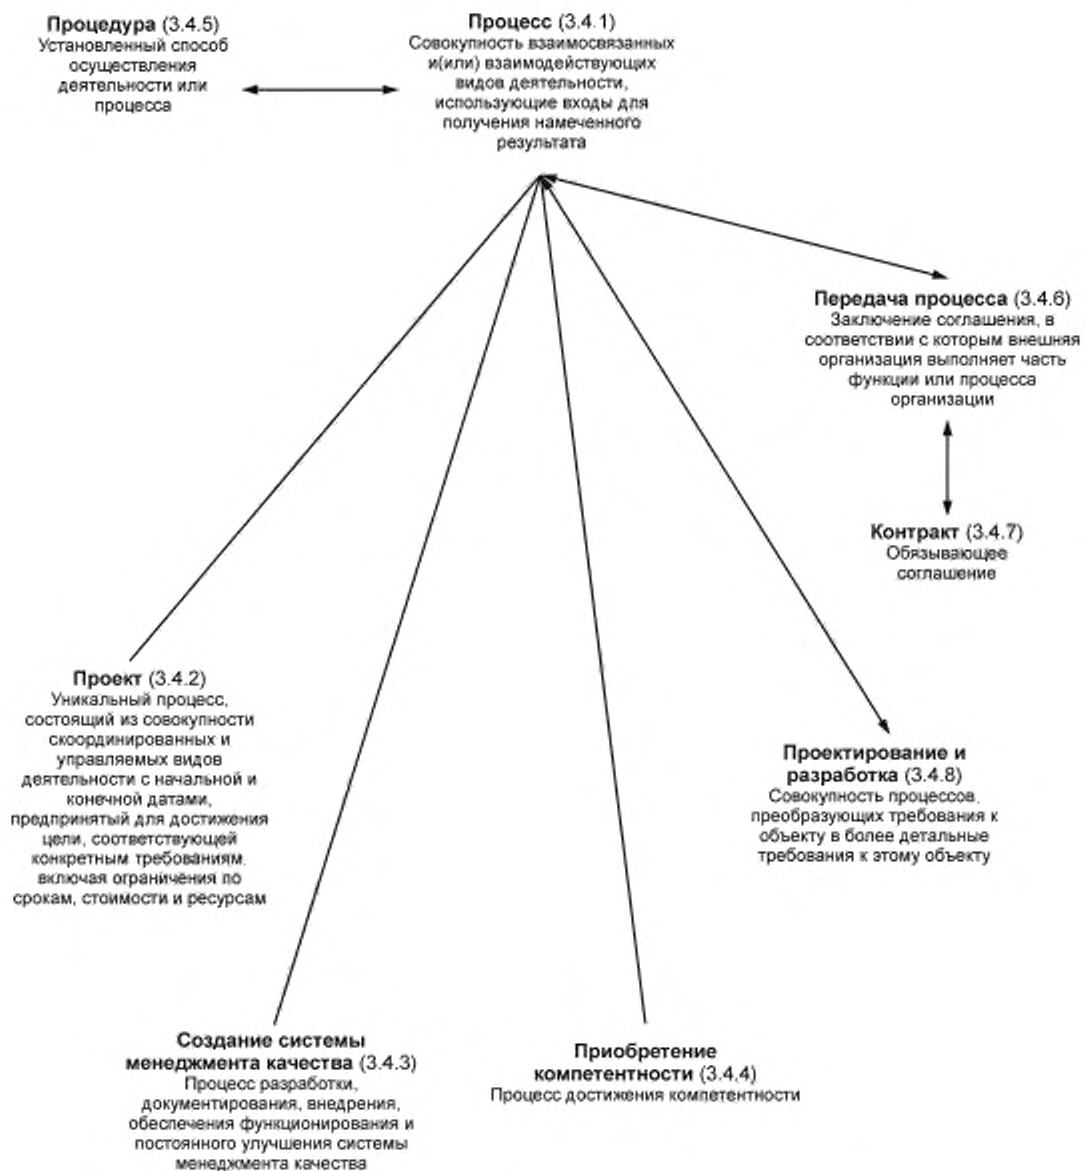 Процедура (3.4.5)
Установленный способ
осуществления
деятельности или
процесса
Процесс (3.4.1)
Совокупность взаимосвязанных
и(или) взаимодействующих
видов деятельности,
использующие входы для
получения намеченного
результата
Передача процесса (3.4.6)
Заключение соглашения, в
соответствии с которым внешняя
организация выполняет часть
функции или процесса
организации
Контракт (3.4.7)
Обязывающее
соглашение
Проект (3.4.2)
Уникальный процесс,
состоящий из совокупности
скоординированных и
управляемых видов
деятельности с начальной и
конечной датами,
предпринятый для достижения
цели, соответствующей
конкретным требованиям,
включая ограничения по
срокам, стоимости и ресурсам
Проектирование и
разработка (3.4.8)
Совокупность процессов,
преобразующих требования к
объекту в более детальные
требования к этому объекту
Создание системы
менеджмента качества (3.4.3)
Процесс разработки,
документирования, внедрения,
обеспечения функционирования и
постоянного улучшения системы
менеджмента качества
Приобретение
компетентности (3.4.4)
Процесс достижения компетентности